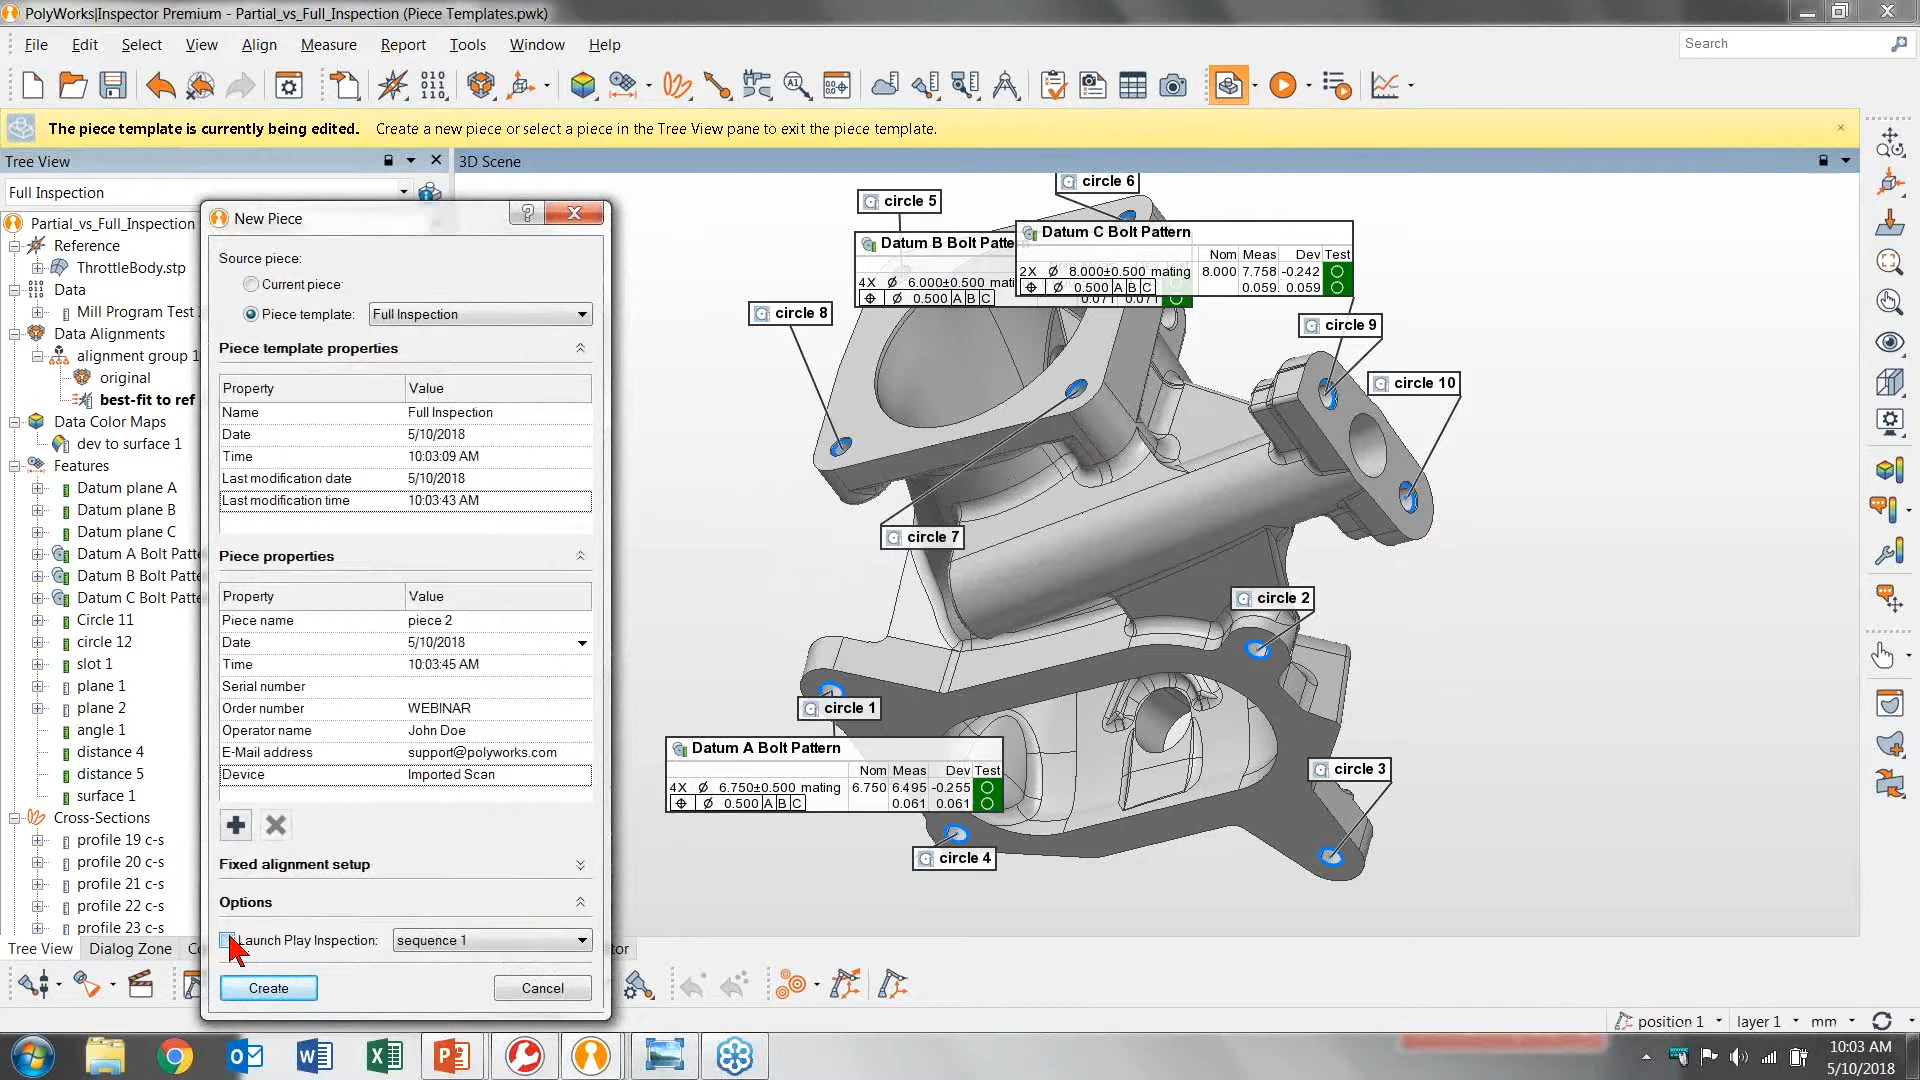 PolyWorks|Inspector Premium - Partial_vs_Full_Inspection (Piece Templates.pwk)
File Edit Select View Align Measure Report Tools Window Help
Search
The piece template is currently being edited. Create a new piece or select a piece in the Tree View pane to exit the piece template.
Tree View
3D Scene
Full Inspection
Partial_vs_Full_Inspection
Reference
ThrottleBody.stp
Data
Mill Program Test
Data Alignments
alignment group 1
original
best-fit to ref
Data Color Maps
dev to surface 1
Features
Datum plane A
Datum plane B
Datum plane C
Datum A Bolt Patte
Datum B Bolt Patte
Datum C Bolt Patte
Circle 11
circle 12
slot 1
plane 1
plane 2
angle 1
distance 4
distance 5
surface 1
Cross-Sections
profile 19 c-s
profile 20 c-s
profile 21 c-s
profile 22 c-s
profile 23 c-s
Tree View Dialog Zone
New Piece
Source piece:
Current piece
Piece template: Full Inspection
Piece template properties
Property Value
Name Full Inspection
Date 5/10/2018
Time 10:03:09 AM
Last modification date 5/10/2018
Last modification time 10:03:43 AM
Piece properties
Property Value
Piece name piece 2
Date 5/10/2018
Time 10:03:45 AM
Serial number
Order number WEBINAR
Operator name John Doe
E-Mail address support@polyworks.com
Device Imported Scan
Fixed alignment setup
Options
Launch Play Inspection: sequence 1
Create Cancel
circle 6
circle 5
Datum C Bolt Pattern
Nom Meas Dev Test
2X Ø 8.000±0.500 mating 8.000 7.758 -0.242
⌖ Ø 0.500 A B C 0.059 0.059
Datum B Bolt Patte
4X Ø 6.000±0.500 mati
⌖ Ø 0.500 A B C 0.071 0.071
circle 8
circle 9
circle 10
circle 7
circle 2
circle 1
Datum A Bolt Pattern
Nom Meas Dev Test
4X Ø 6.750±0.500 mating 6.750 6.495 -0.255
⌖ Ø 0.500 A B C 0.061 0.061
circle 3
circle 4
position 1 layer 1 mm
10:03 AM
5/10/2018